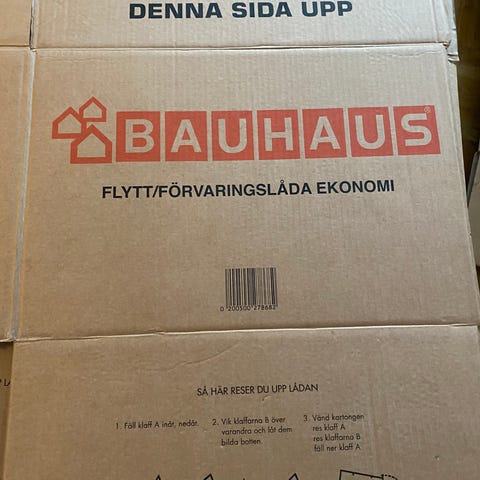 DENNA SIDA UPP
BAUHAUS®
FLYTT/FÖRVARINGSLÅDA EKONOMI
0 200500 278682
SÅ HÄR RESER DU UPP LÅDAN
1. Fäll klaff A inåt, nedåt.
2. Vik klaffarna B över
varandra och låt dem
bilda botten.
3. Vänd kartongen
res klaff A
res klaffarna B
fäll ner klaff A